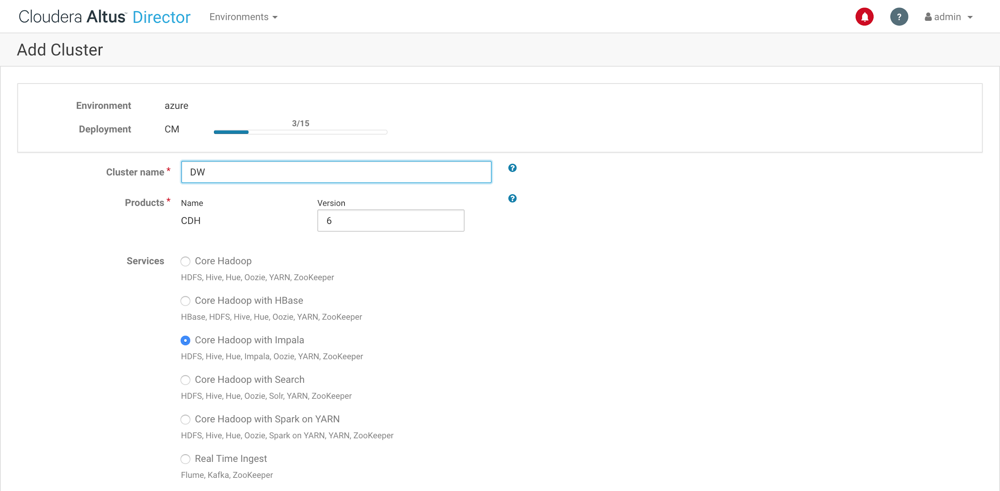 Cloudera Altus™ Director Environments ? admin
Add Cluster
Environment azure
3/15
Deployment CM
Cluster name * DW ?
Products * Name Version ?
CDH 6
Services Core Hadoop
HDFS, Hive, Hue, Oozie, YARN, ZooKeeper
Core Hadoop with HBase
HBase, HDFS, Hive, Hue, Oozie, YARN, ZooKeeper
Core Hadoop with Impala
HDFS, Hive, Hue, Impala, Oozie, YARN, ZooKeeper
Core Hadoop with Search
HDFS, Hive, Hue, Oozie, Solr, YARN, ZooKeeper
Core Hadoop with Spark on YARN
HDFS, Hive, Hue, Oozie, Spark on YARN, YARN, ZooKeeper
Real Time Ingest
Flume, Kafka, ZooKeeper